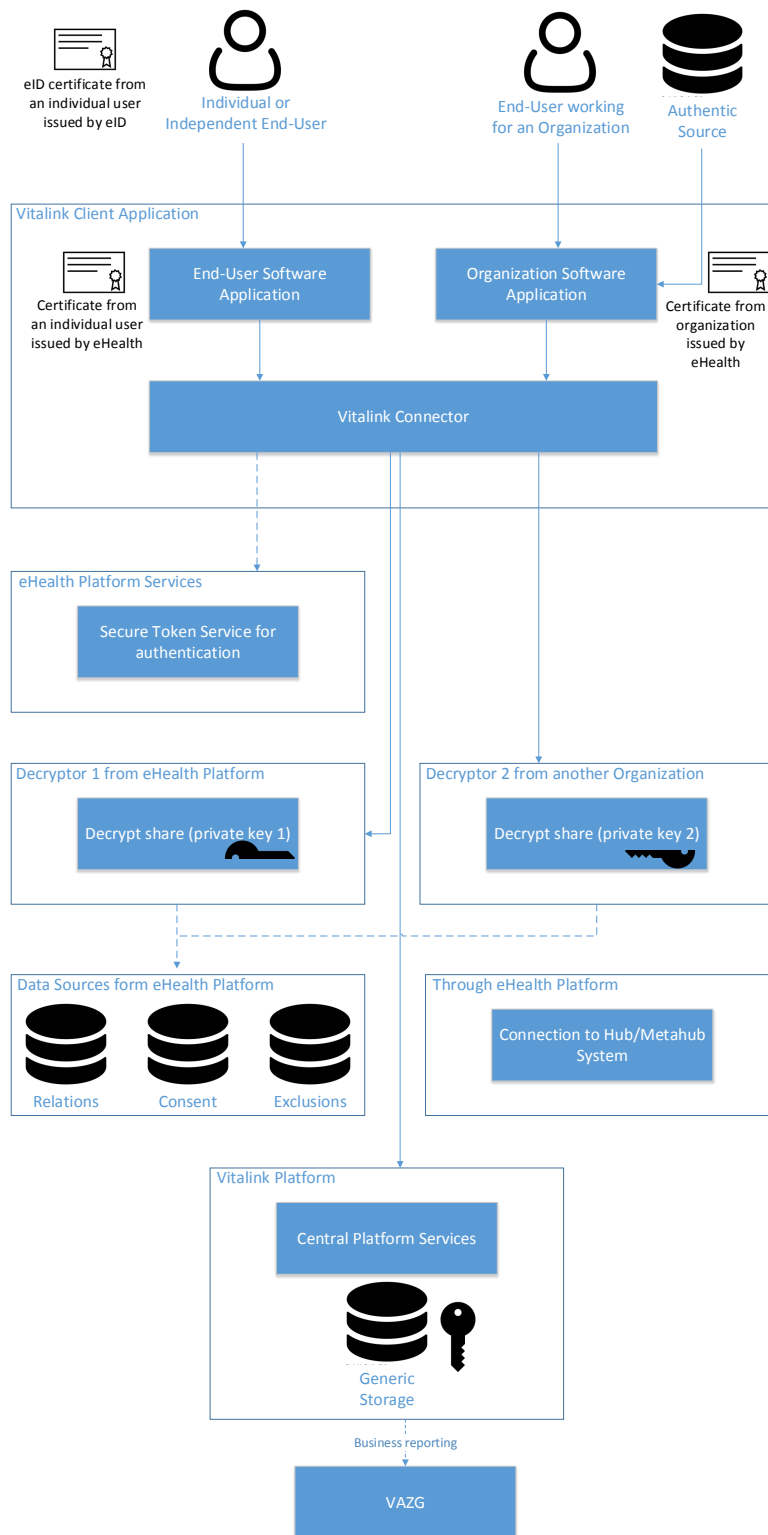 eID certificate from
an individual user
issued by eID
Individual or
Independent End-User
End-User working
for an Organization
Authentic
Source
Vitalink Client Application
End-User Software
Application
Organization Software
Application
Certificate from
an individual user
issued by eHealth
Certificate from
organization
issued by
eHealth
Vitalink Connector
eHealth Platform Services
Secure Token Service for
authentication
Decryptor 1 from eHealth Platform
Decrypt share (private key 1)
Decryptor 2 from another Organization
Decrypt share (private key 2)
Data Sources form eHealth Platform
Relations
Consent
Exclusions
Through eHealth Platform
Connection to Hub/Metahub
System
Vitalink Platform
Central Platform Services
Generic
Storage
Business reporting
VAZG